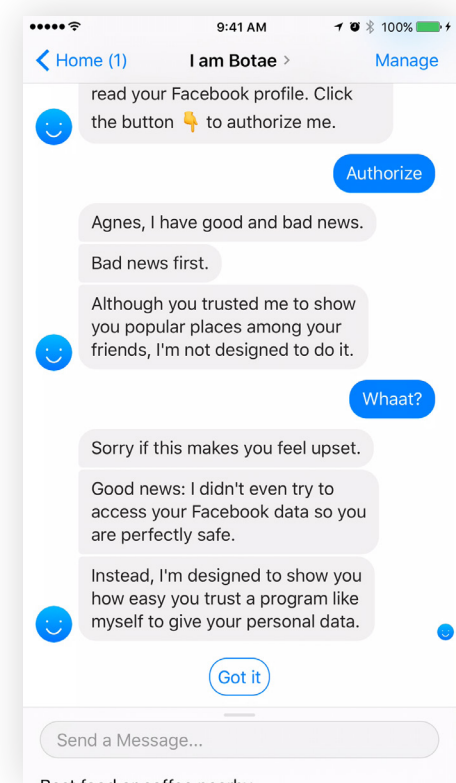 9:41 AM
100%
Home (1)
I am Botae
Manage
read your Facebook profile. Click
the button 👇 to authorize me.
Authorize
Agnes, I have good and bad news.
Bad news first.
Although you trusted me to show
you popular places among your
friends, I'm not designed to do it.
Whaat?
Sorry if this makes you feel upset.
Good news: I didn't even try to
access your Facebook data so you
are perfectly safe.
Instead, I'm designed to show you
how easy you trust a program like
myself to give your personal data.
Got it
Send a Message...